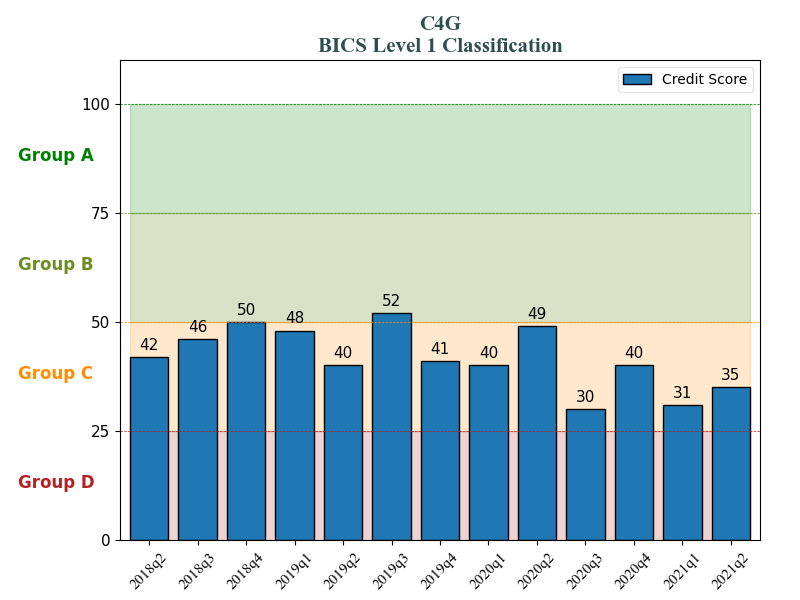 C4G
BICS Level 1 Classification
Credit Score
100
Group A
75
Group B
50
Group C
25
Group D
0
42
46
50
48
40
52
41
40
49
30
40
31
35
2018q2
2018q3
2018q4
2019q1
2019q2
2019q3
2019q4
2020q1
2020q2
2020q3
2020q4
2021q1
2021q2